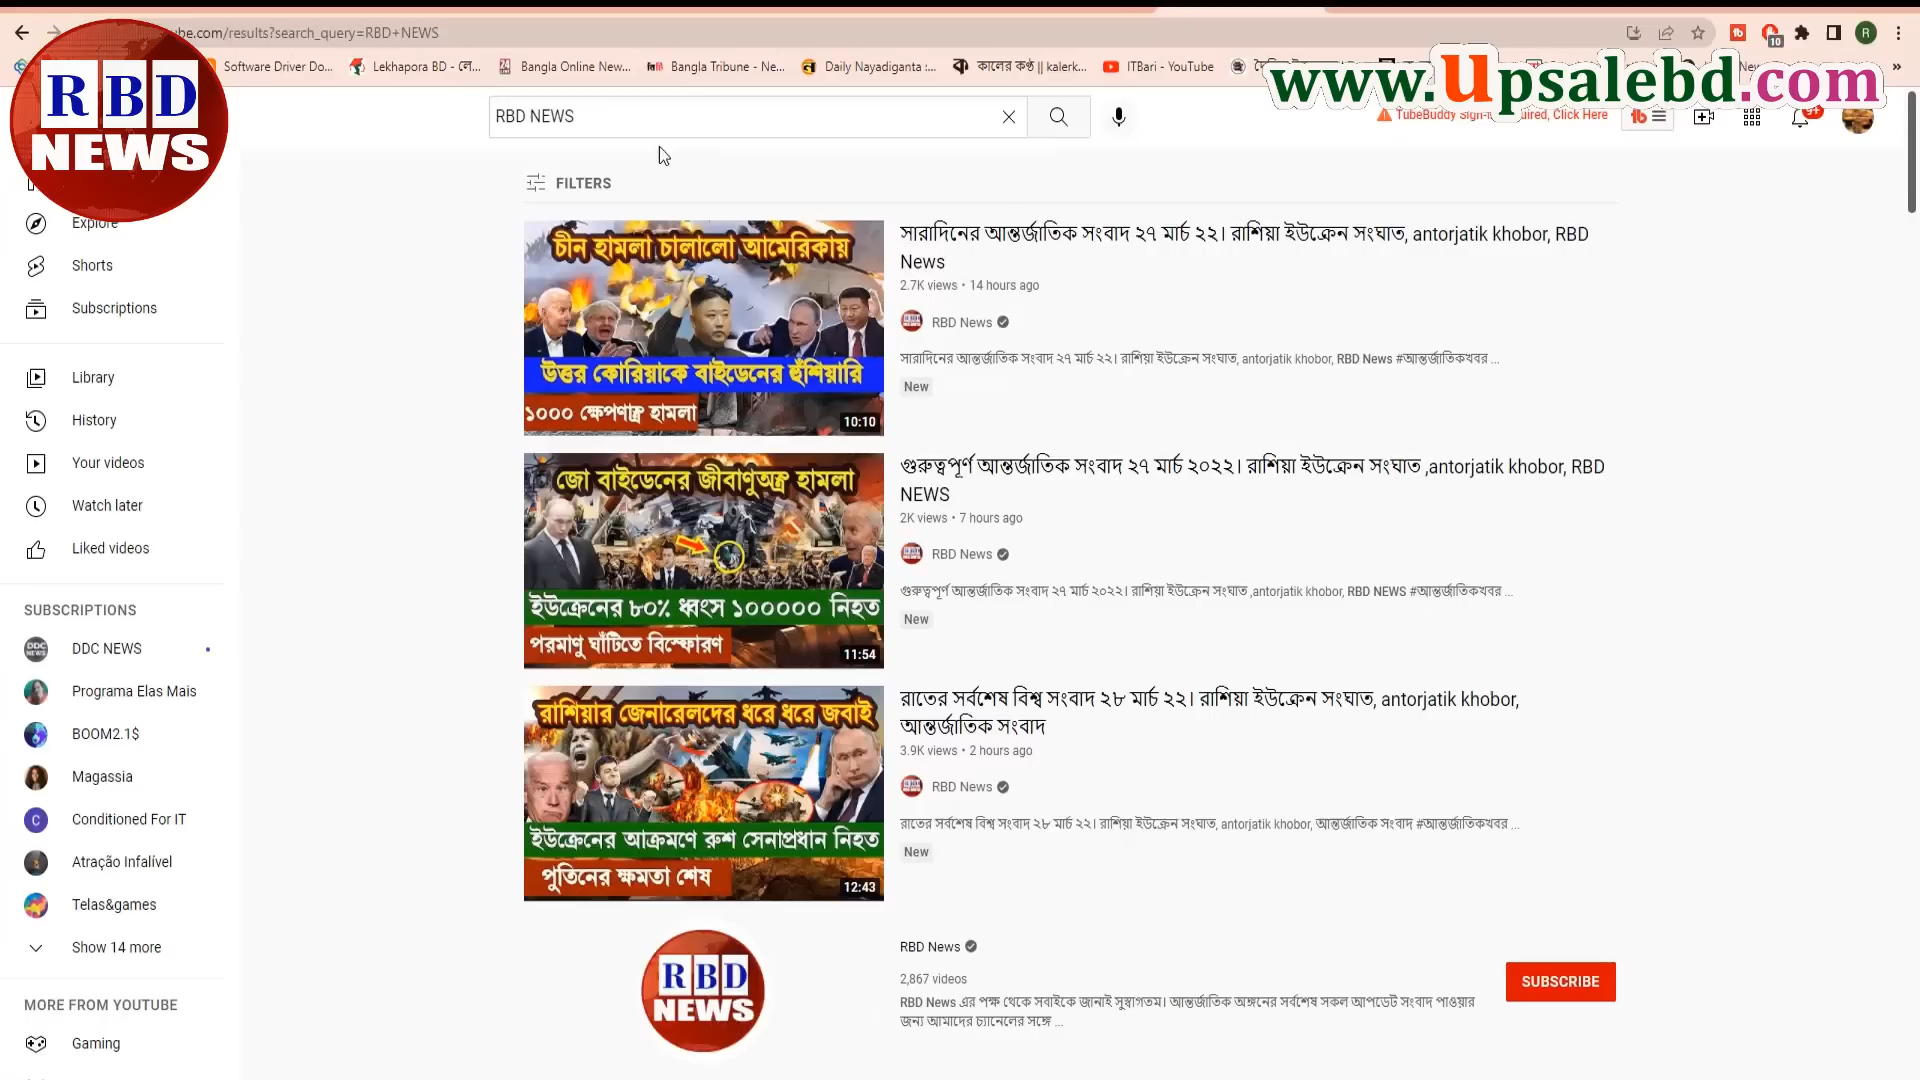 be.com/results?search_query=RBD+NEWS
10
R
Software Driver Do...
Lekhapora BD - লে...
Bangla Online New...
Bangla Tribune - Ne...
Daily Nayadiganta :...
কালের কণ্ঠ || kalerk...
ITBari - YouTube
www.Upsalebd.com
RBD NEWS
RBD NEWS
TubeBuddy Sign-
uired, Click Here
9+
FILTERS
Explore
Shorts
Subscriptions
Library
History
Your videos
Watch later
Liked videos
SUBSCRIPTIONS
DDC NEWS
Programa Elas Mais
BOOM2.1$
Magassia
Conditioned For IT
Atração Infalível
Telas&games
Show 14 more
MORE FROM YOUTUBE
Gaming
চীন হামলা চালালো আমেরিকায়
উত্তর কোরিয়াকে বাইডেনের হুঁশিয়ারি
১০০০ ক্ষেপণাস্ত্র হামলা
10:10
সারাদিনের আন্তর্জাতিক সংবাদ ২৭ মার্চ ২২। রাশিয়া ইউক্রেন সংঘাত, antorjatik khobor, RBD
News
2.7K views • 14 hours ago
RBD News
সারাদিনের আন্তর্জাতিক সংবাদ ২৭ মার্চ ২২। রাশিয়া ইউক্রেন সংঘাত, antorjatik khobor, RBD News #আন্তর্জাতিকখবর ...
New
জো বাইডেনের জীবাণুঅস্ত্র হামলা
ইউক্রেনের ৮০% ধ্বংস ১০০০০০ নিহত
পরমাণু ঘাঁটিতে বিস্ফোরণ
11:54
গুরুত্বপূর্ণ আন্তর্জাতিক সংবাদ ২৭ মার্চ ২০২২। রাশিয়া ইউক্রেন সংঘাত ,antorjatik khobor, RBD
NEWS
2K views • 7 hours ago
RBD News
গুরুত্বপূর্ণ আন্তর্জাতিক সংবাদ ২৭ মার্চ ২০২২। রাশিয়া ইউক্রেন সংঘাত ,antorjatik khobor, RBD NEWS #আন্তর্জাতিকখবর ...
New
রাশিয়ার জেনারেলদের ধরে ধরে জবাই
ইউক্রেনের আক্রমণে রুশ সেনাপ্রধান নিহত
পুতিনের ক্ষমতা শেষ
12:43
রাতের সর্বশেষ বিশ্ব সংবাদ ২৮ মার্চ ২২। রাশিয়া ইউক্রেন সংঘাত, antorjatik khobor,
আন্তর্জাতিক সংবাদ
3.9K views • 2 hours ago
RBD News
রাতের সর্বশেষ বিশ্ব সংবাদ ২৮ মার্চ ২২। রাশিয়া ইউক্রেন সংঘাত, antorjatik khobor, আন্তর্জাতিক সংবাদ #আন্তর্জাতিকখবর ...
New
RBD NEWS
RBD News
2,867 videos
RBD News এর পক্ষ থেকে সবাইকে জানাই সুস্বাগতম। আন্তর্জাতিক অঙ্গনের সর্বশেষ সকল আপডেট সংবাদ পাওয়ার
জন্য আমাদের চ্যানেলের সঙ্গে ...
SUBSCRIBE